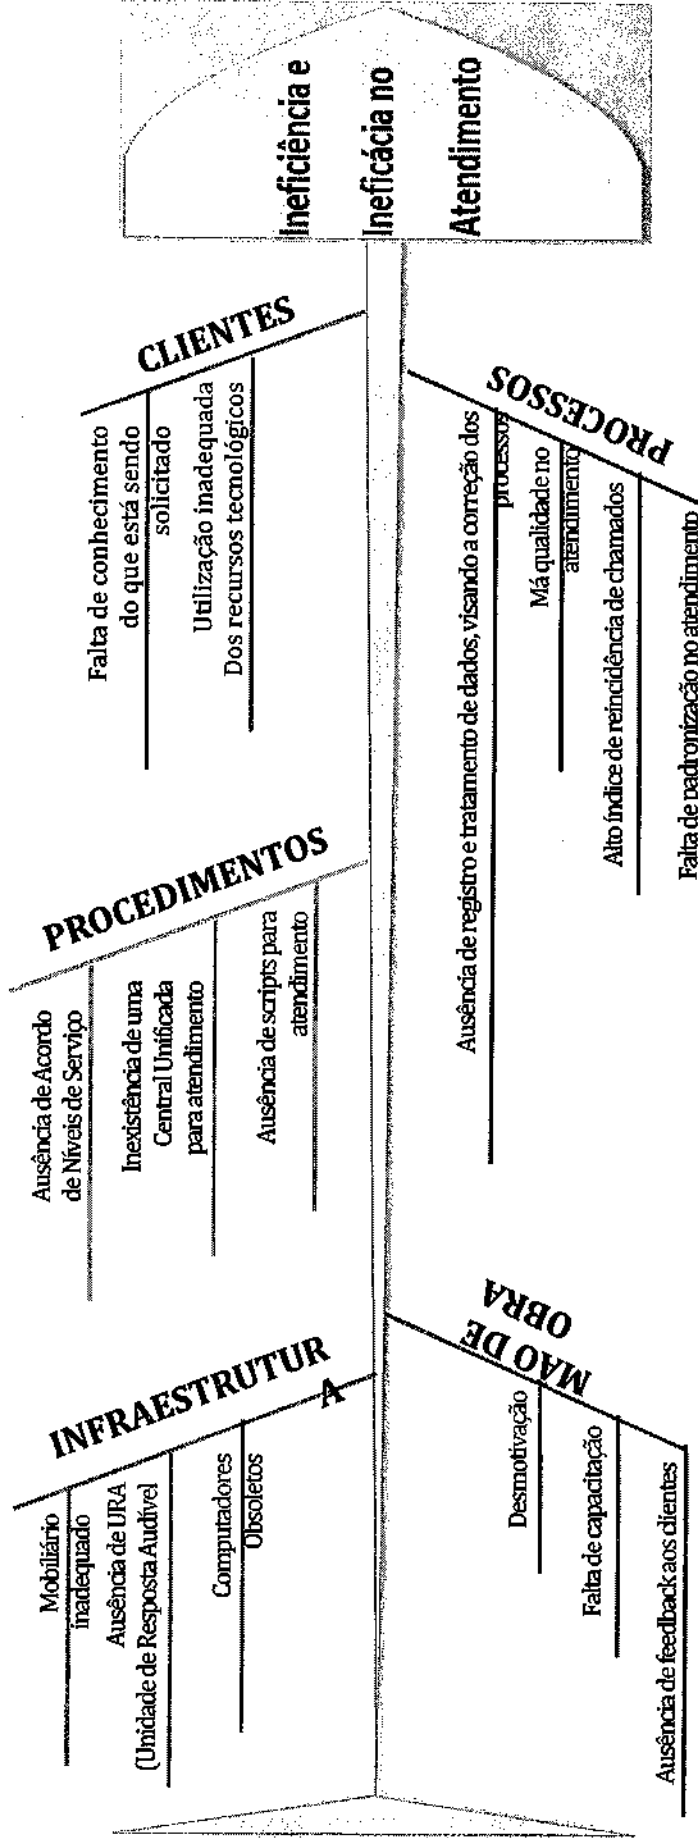 INFRAESTRUTUR
A
Mobiliário
inadequado
Ausência de URA
(Unidade de Resposta Audível)
Computadores
Obsoletos
PROCEDIMENTOS
Ausência de Acordo
de Níveis de Serviço
Inexistência de uma
Central Unificada
para atendimento
Ausência de scripts para
atendimento
CLIENTES
Falta de conhecimento
do que está sendo
solicitado
Utilização inadequada
Dos recursos tecnológicos
Ineficiência e
Ineficácia no
Atendimento
MAO DE
OBRA
Desmotivação
Falta de capacitação
Ausência de feedback aos clientes
PROCESSOS
Ausência de registro e tratamento de dados, visando a correção dos
processos
Má qualidade no
atendimento
Alto índice de reincidência de chamados
Falta de padronização no atendimento